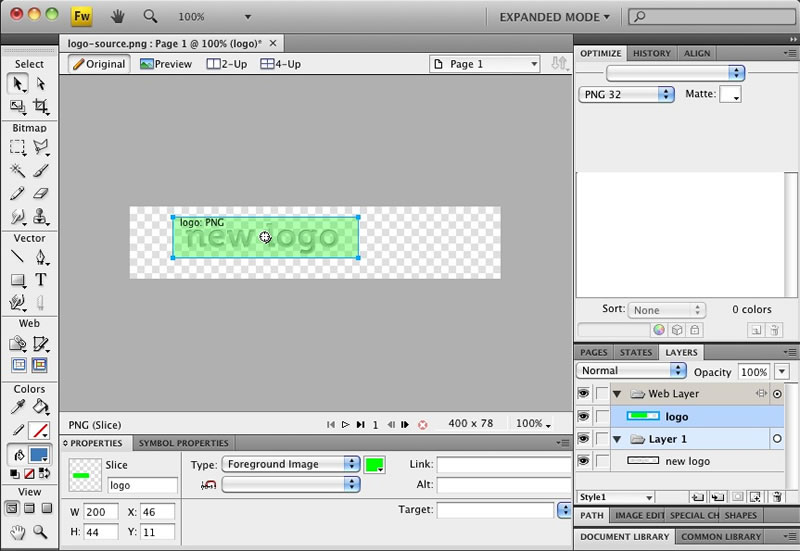 Fw
100%
EXPANDED MODE
logo-source.png : Page 1 @ 100% (logo)*
OPTIMIZE
HISTORY
ALIGN
Select
Original
Preview
2-Up
4-Up
Page 1
PNG 32
Matte:
Bitmap
logo: PNG
new logo
Vector
T
Sort:
None
0 colors
Web
PAGES
STATES
LAYERS
Normal
Opacity
100%
Colors
Web Layer
logo
PNG (Slice)
1
400 x 78
100%
Layer 1
PROPERTIES
SYMBOL PROPERTIES
new logo
Slice
Type:
Foreground Image
Link:
logo
Alt:
View
Style1
W
200
X:
46
Target:
PATH
IMAGE EDIT
SPECIAL CH
SHAPES
H:
44
Y:
11
DOCUMENT LIBRARY
COMMON LIBRARY